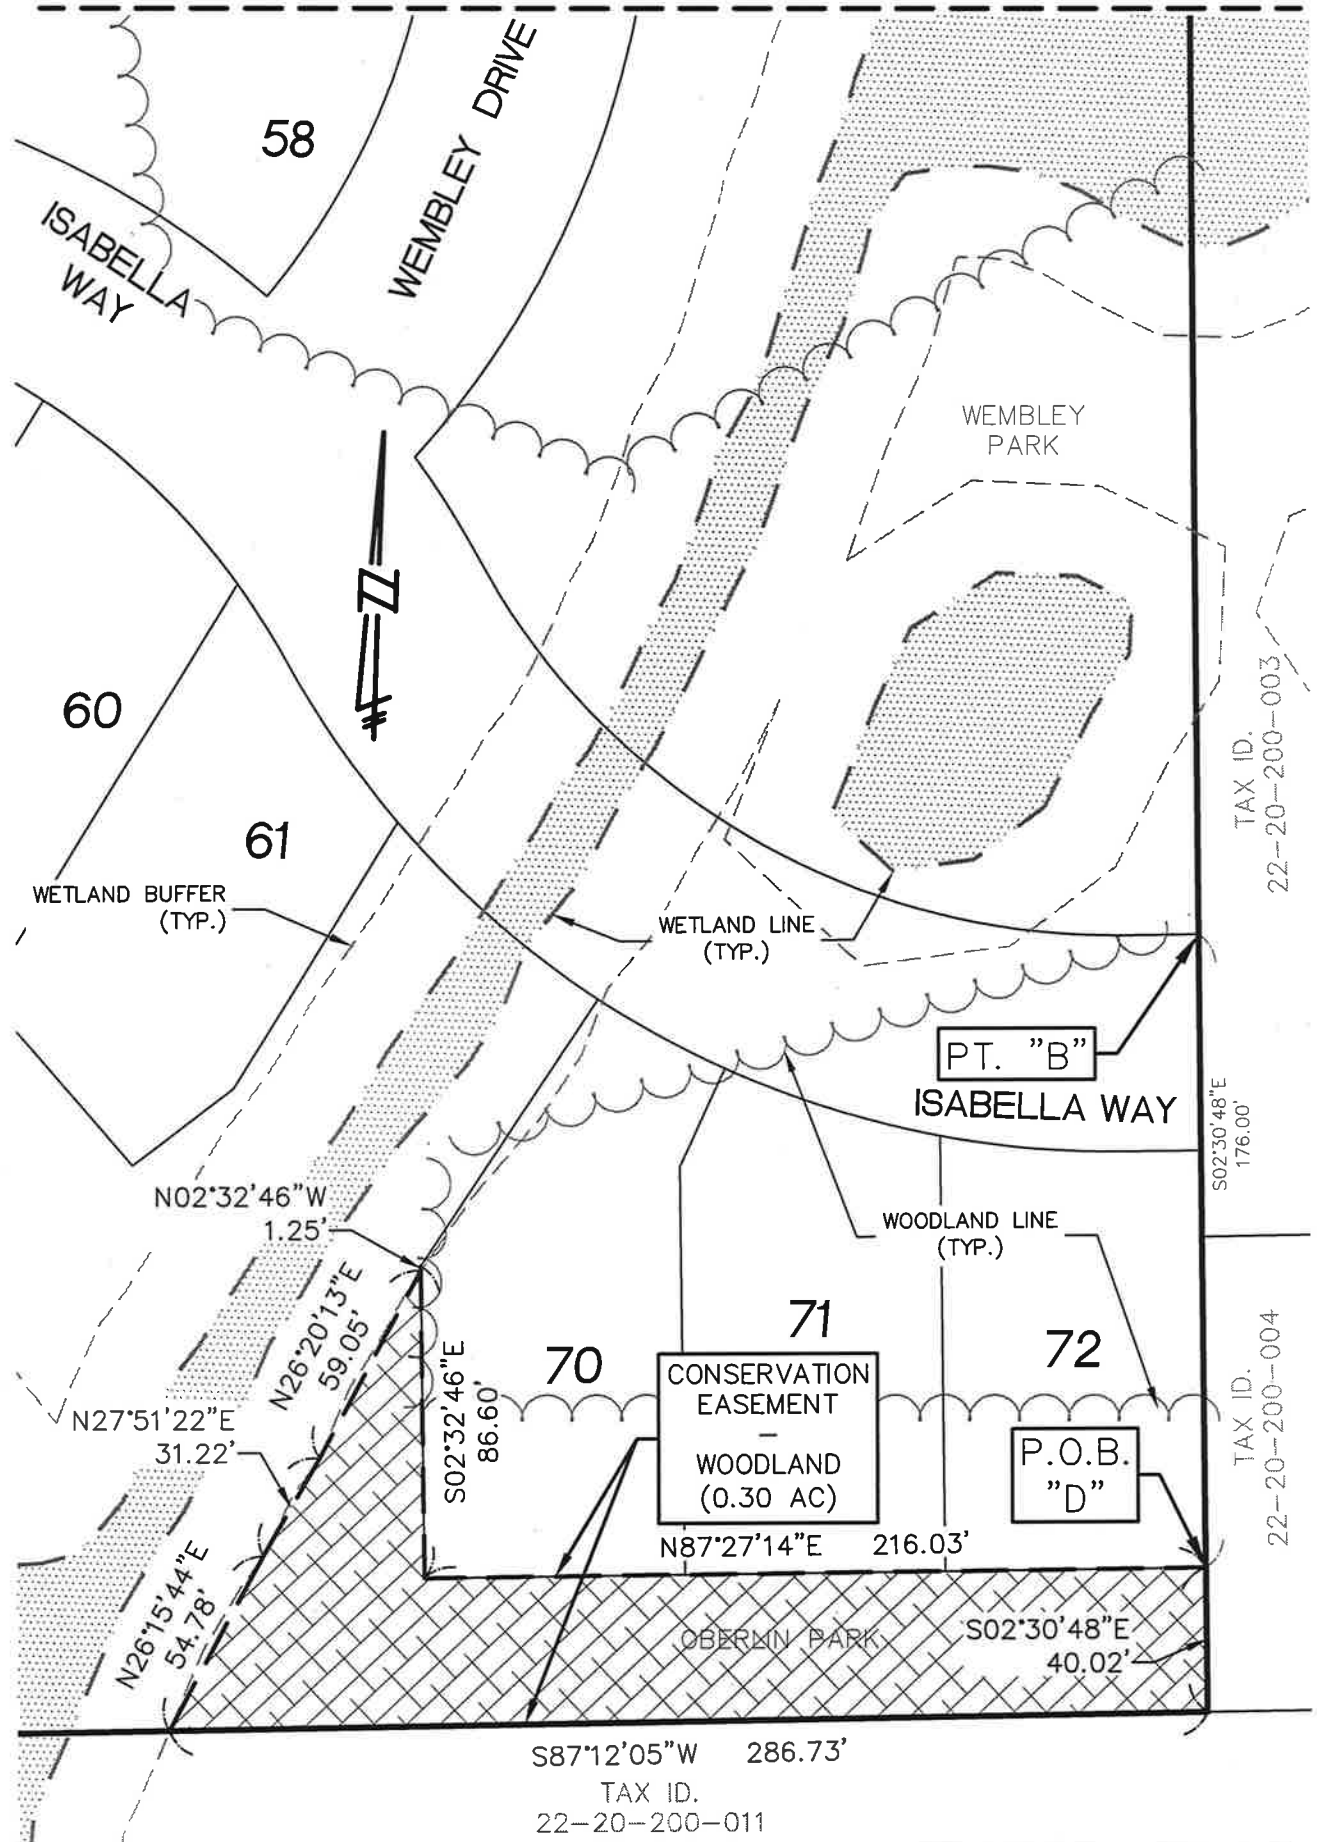 58
WEMBLEY DRIVE
ISABELLA
WAY
WEMBLEY
PARK
N
60
61
TAX ID.
22-20-200-003
WETLAND BUFFER
(TYP.)
WETLAND LINE
(TYP.)
PT. "B"
ISABELLA WAY
S02°30'48"E
176.00'
N02°32'46"W
1.25'
WOODLAND LINE
(TYP.)
N26°20'13"E
59.05'
71
70
72
CONSERVATION
EASEMENT
–
WOODLAND
(0.30 AC)
S02°32'46"E
86.60'
TAX ID.
22-20-200-004
N27°51'22"E
31.22'
P.O.B.
"D"
N87°27'14"E 216.03'
N26°15'44"E
54.78'
OBERLIN PARK
S02°30'48"E
40.02'
S87°12'05"W 286.73'
TAX ID.
22-20-200-011